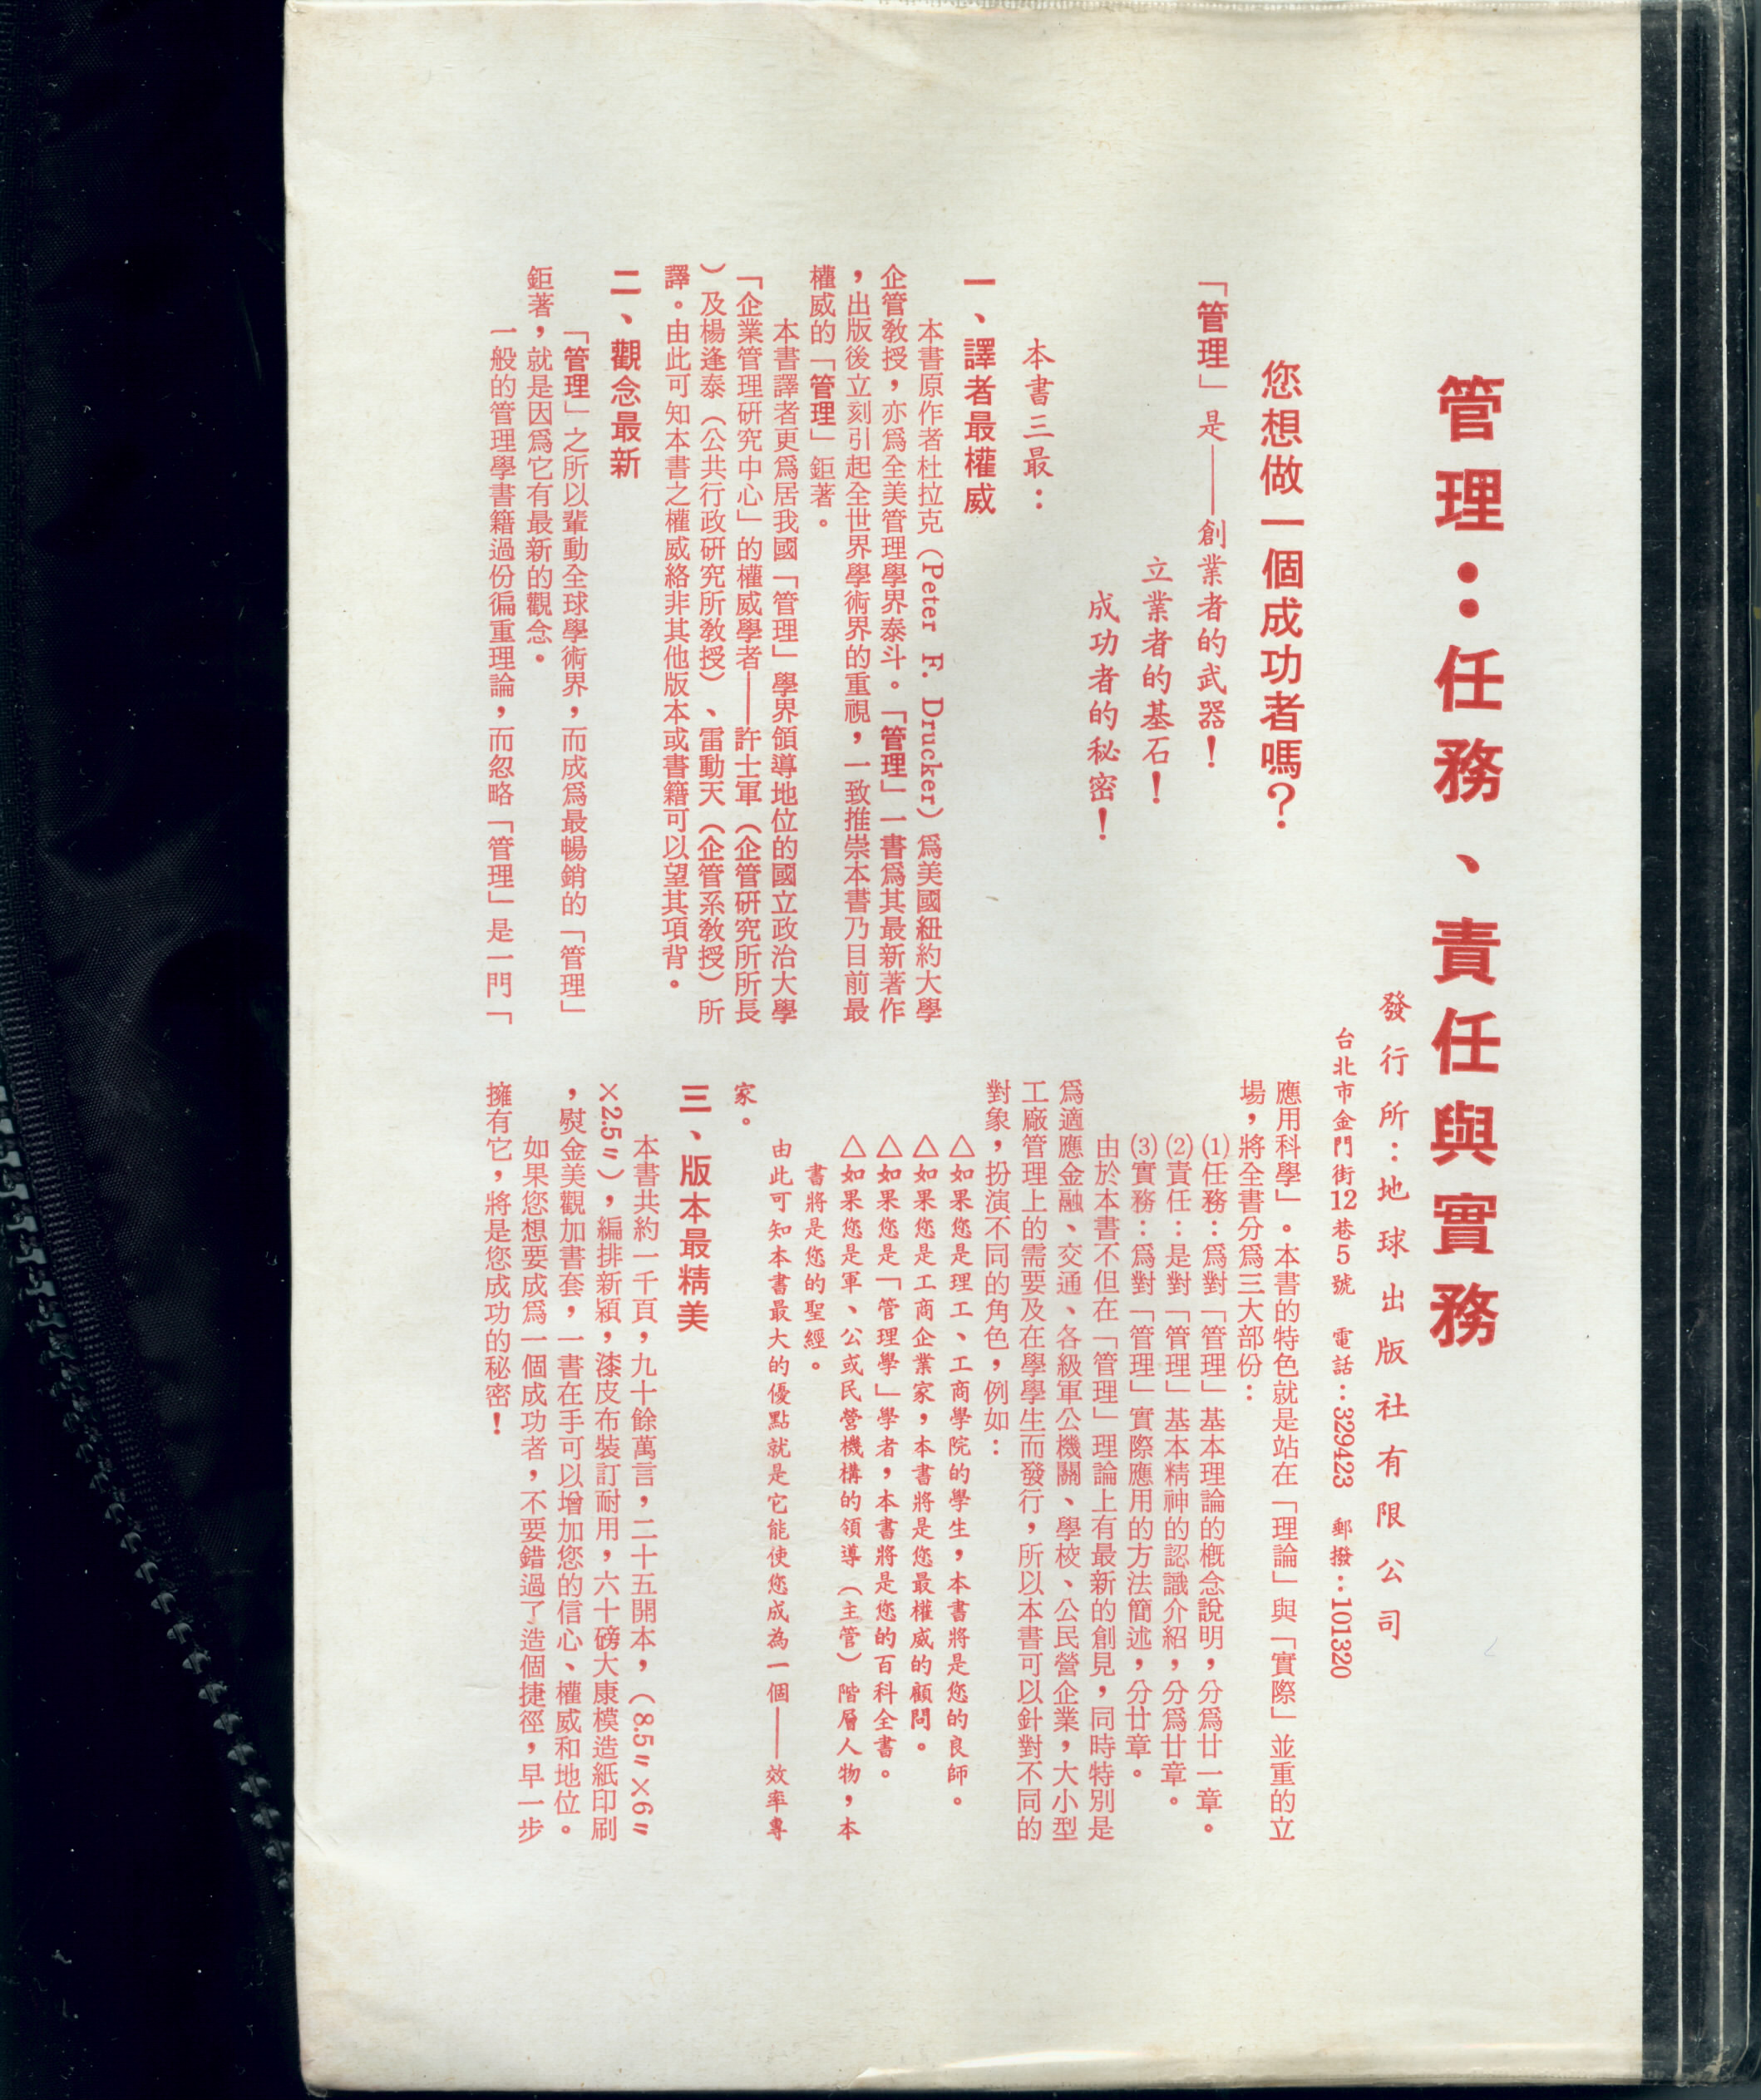 管理：任務、責任與實務
發行所：地球出版社有限公司
台北市金門街12巷5號　電話：329423　郵撥：101320
您想做一個成功者嗎？
「管理」是——創業者的武器！
立業者的基石！
成功者的秘密！
本書三最：
一、譯者最權威
本書原作者杜拉克（Peter F. Drucker）爲美國紐約大學
企管敎授，亦爲全美管理學界泰斗。「管理」一書爲其最新著作
，出版後立刻引起全世界學術界的重視，一致推崇本書乃目前最
權威的「管理」鉅著。
本書譯者更爲居我國「管理」學界領導地位的國立政治大學
「企業管理研究中心」的權威學者——許士軍（企管研究所所長
）及楊逢泰（公共行政研究所敎授）、雷動天（企管系敎授）所
譯。由此可知本書之權威絡非其他版本或書籍可以望其項背。
二、觀念最新
「管理」之所以轟動全球學術界，而成爲最暢銷的「管理」
鉅著，就是因爲它有最新的觀念。
一般的管理學書籍過份徧重理論，而忽略「管理」是一門「
應用科學」。本書的特色就是站在「理論」與「實際」並重的立
場，將全書分爲三大部份：
⑴任務：爲對「管理」基本理論的槪念說明，分爲廿一章。
⑵責任：是對「管理」基本精神的認識介紹，分爲廿章。
⑶實務：爲對「管理」實際應用的方法簡述，分廿章。
由於本書不但在「管理」理論上有最新的創見，同時特別是
爲適應金融、交通、各級軍公機關、學校、公民營企業，大小型
工廠管理上的需要及在學學生而發行，所以本書可以針對不同的
對象，扮演不同的角色，例如：
△如果您是理工、工商學院的學生，本書將是您的良師。
△如果您是工商企業家，本書將是您最權威的顧問。
△如果您是「管理學」學者，本書將是您的百科全書。
△如果您是軍、公或民營機構的領導（主管）階層人物，本
書將是您的聖經。
由此可知本書最大的優點就是它能使您成為一個——效率專
家。
三、版本最精美
本書共約一千頁，九十餘萬言，二十五開本，（8.5〃×6〃
×2.5〃），編排新穎，漆皮布裝訂耐用，六十磅大康模造紙印刷
，熨金美觀加書套，一書在手可以增加您的信心、權威和地位。
如果您想要成爲一個成功者，不要錯過了造個捷徑，早一步
擁有它，將是您成功的秘密！